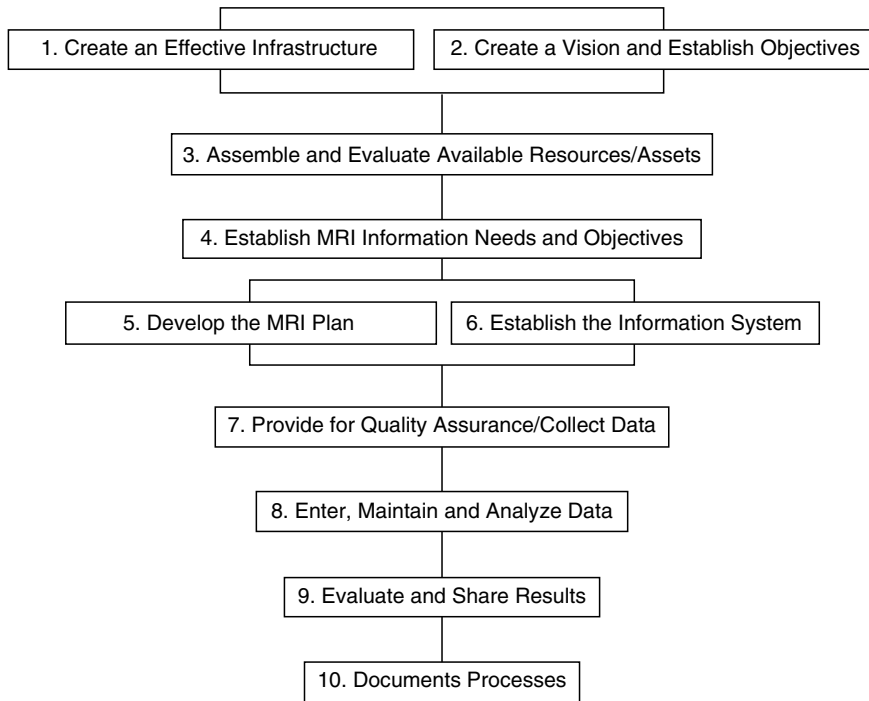 1. Create an Effective Infrastructure
2. Create a Vision and Establish Objectives
3. Assemble and Evaluate Available Resources/Assets
4. Establish MRI Information Needs and Objectives
5. Develop the MRI Plan
6. Establish the Information System
7. Provide for Quality Assurance/Collect Data
8. Enter, Maintain and Analyze Data
9. Evaluate and Share Results
10. Documents Processes